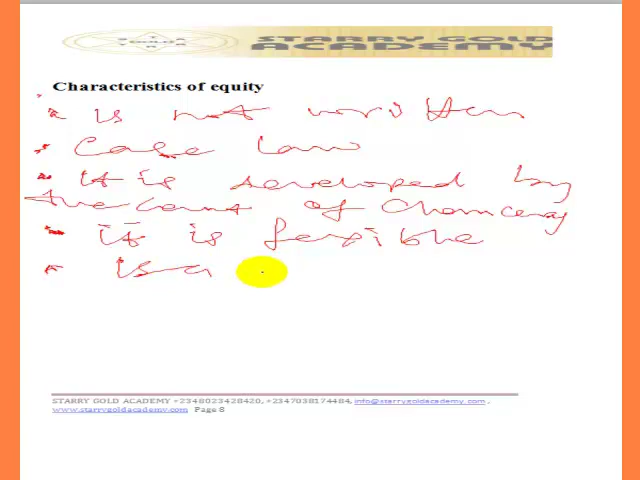 STARRY GOLD
ACADEMY
Characteristics of equity
is not written
Case law
It is developed by
the court of Chancery
it is flexible
is a
STARRY GOLD ACADEMY +2348023428420, +2347038174484, info@starrygoldacademy.com ,
www.starrygoldacademy.com Page 8